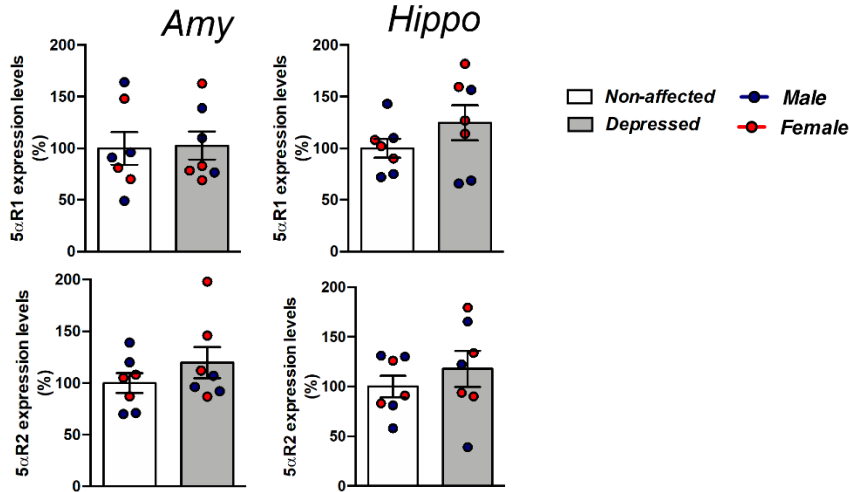 Amy
Hippo
5αR1 expression levels
(%)
200
150
100
50
0
5αR1 expression levels
(%)
200
150
100
50
0
Non-affected
Male
Depressed
Female
5αR2 expression levels
(%)
200
150
100
50
0
5αR2 expression levels
(%)
200
150
100
50
0